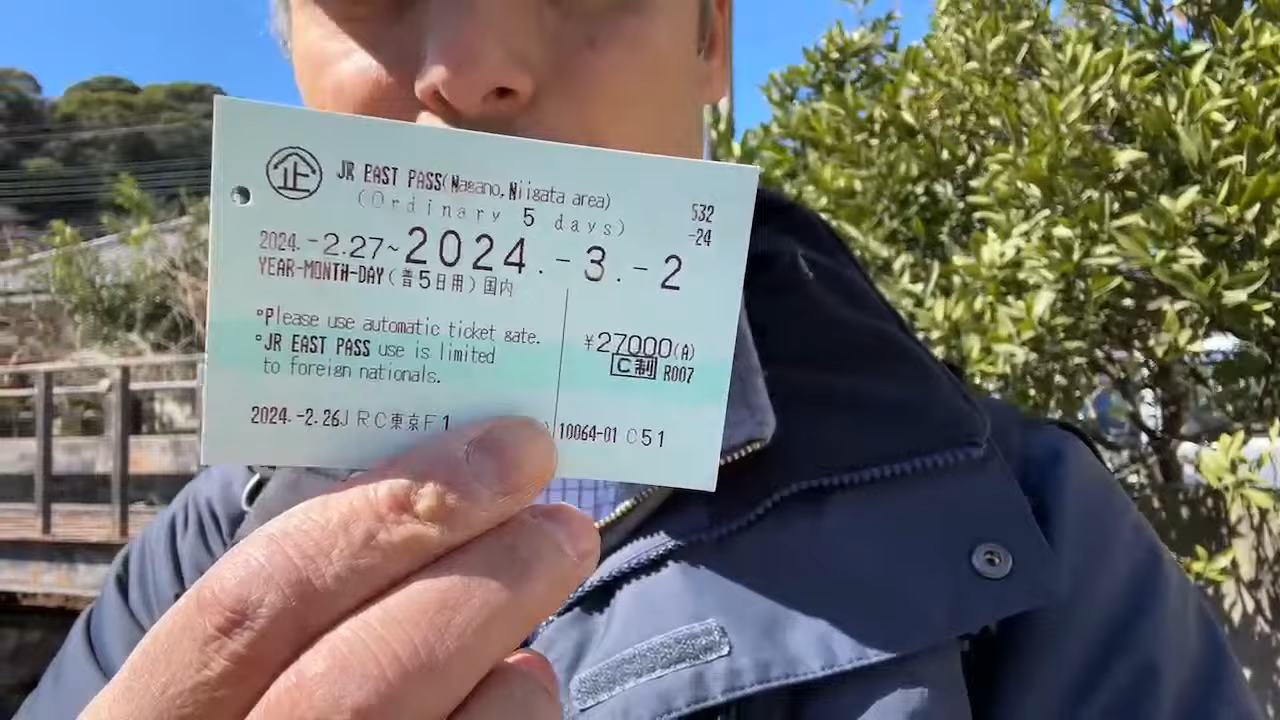 企 JR EAST PASS(Nagano,Niigata area)
(Ordinary 5 days)
532
-24
2024.-2.27~2024.-3.-2
YEAR-MONTH-DAY(普5日用)国内
°Please use automatic ticket gate.
°JR EAST PASS use is limited
to foreign nationals.
¥27000(A)
C制 R007
2024.-2.26JRC東京F1
10064-01 C51